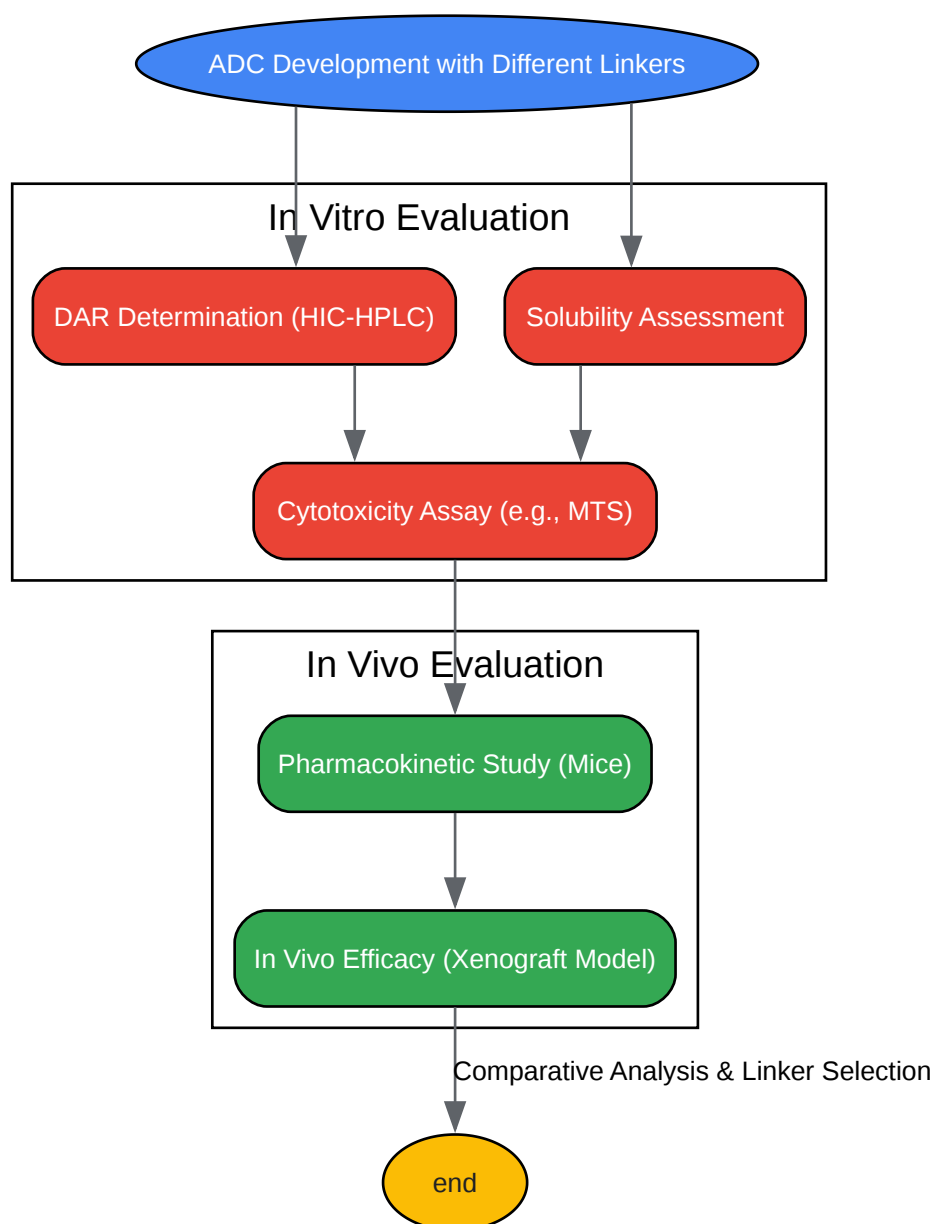 ADC Development with Different Linkers
In Vitro Evaluation
DAR Determination (HIC-HPLC)
Solubility Assessment
Cytotoxicity Assay (e.g., MTS)
In Vivo Evaluation
Pharmacokinetic Study (Mice)
In Vivo Efficacy (Xenograft Model)
Comparative Analysis & Linker Selection
end